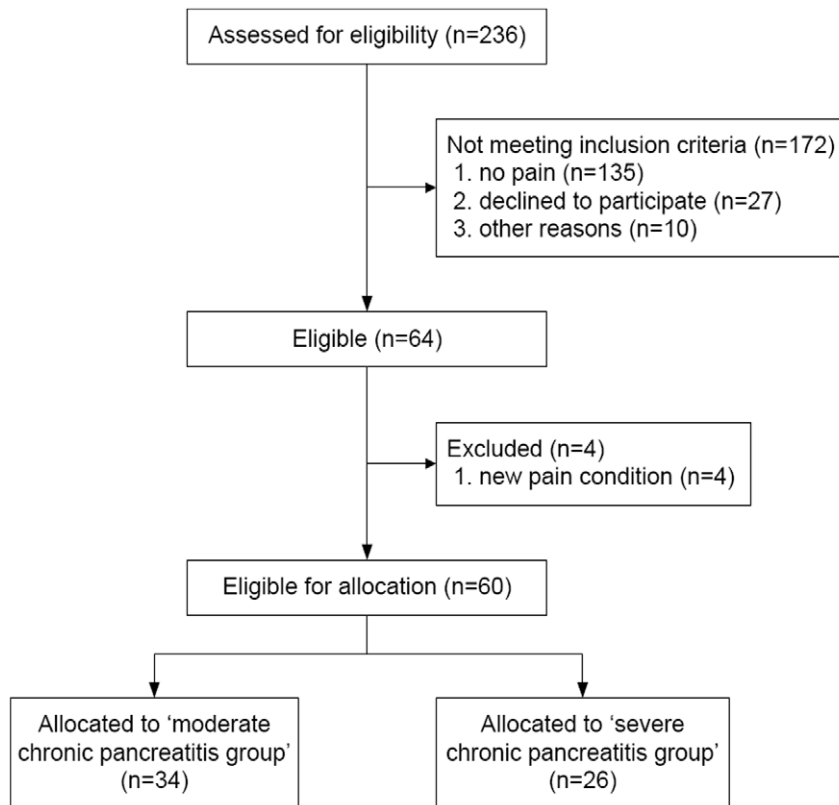 Assessed for eligibility (n=236)
Not meeting inclusion criteria (n=172)
1. no pain (n=135)
2. declined to participate (n=27)
3. other reasons (n=10)
Eligible (n=64)
Excluded (n=4)
1. new pain condition (n=4)
Eligible for allocation (n=60)
Allocated to ‘moderate
chronic pancreatitis group’
(n=34)
Allocated to ‘severe
chronic pancreatitis group’
(n=26)